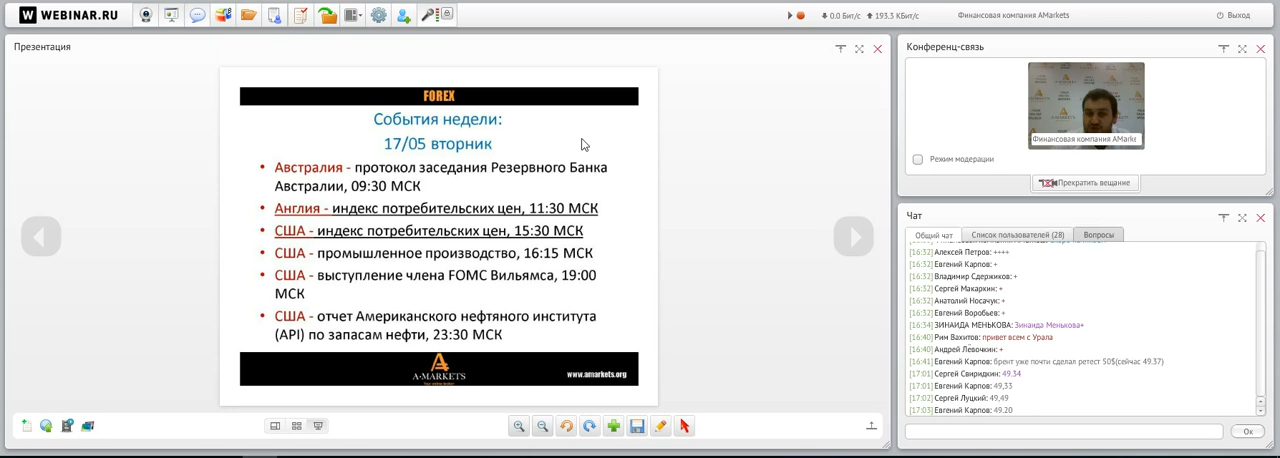 W WEBINAR.RU
0.0 Бит/с 193.3 КБит/с
Финансовая компания AMarkets
Выход
Презентация
FOREX
События недели:
17/05 вторник
• Австралия - протокол заседания Резервного Банка
Австралии, 09:30 МСК
• Англия - индекс потребительских цен, 11:30 МСК
• США - индекс потребительских цен, 15:30 МСК
• США - промышленное производство, 16:15 МСК
• США - выступление члена FOMC Вильямса, 19:00
МСК
• США - отчет Американского нефтяного института
(API) по запасам нефти, 23:30 МСК
A-MARKETS
www.amarkets.org
Конференц-связь
Финансовая компания AMarke
Режим модерации
Прекратить вещание
Чат
Общий чат
Список пользователей (28)
Вопросы
[16:32] Алексей Петров: ++++
[16:32] Евгений Карпов: +
[16:32] Владимир Сдержиков: +
[16:32] Сергей Макаркин: +
[16:32] Анатолий Носачук: +
[16:32] Евгений Воробьев: +
[16:34] ЗИНАИДА МЕНЬКОВА: Зинаида Менькова+
[16:40] Рим Вахитов: привет всем с Урала
[16:40] Андрей Лёвочкин: +
[16:41] Евгений Карпов: брент уже почти сделал ретест 50$(сейчас 49.37)
[17:01] Сергей Свиридкин: 49.34
[17:01] Евгений Карпов: 49,33
[17:02] Сергей Луцкий: 49,49
[17:03] Евгений Карпов: 49.20
Ок